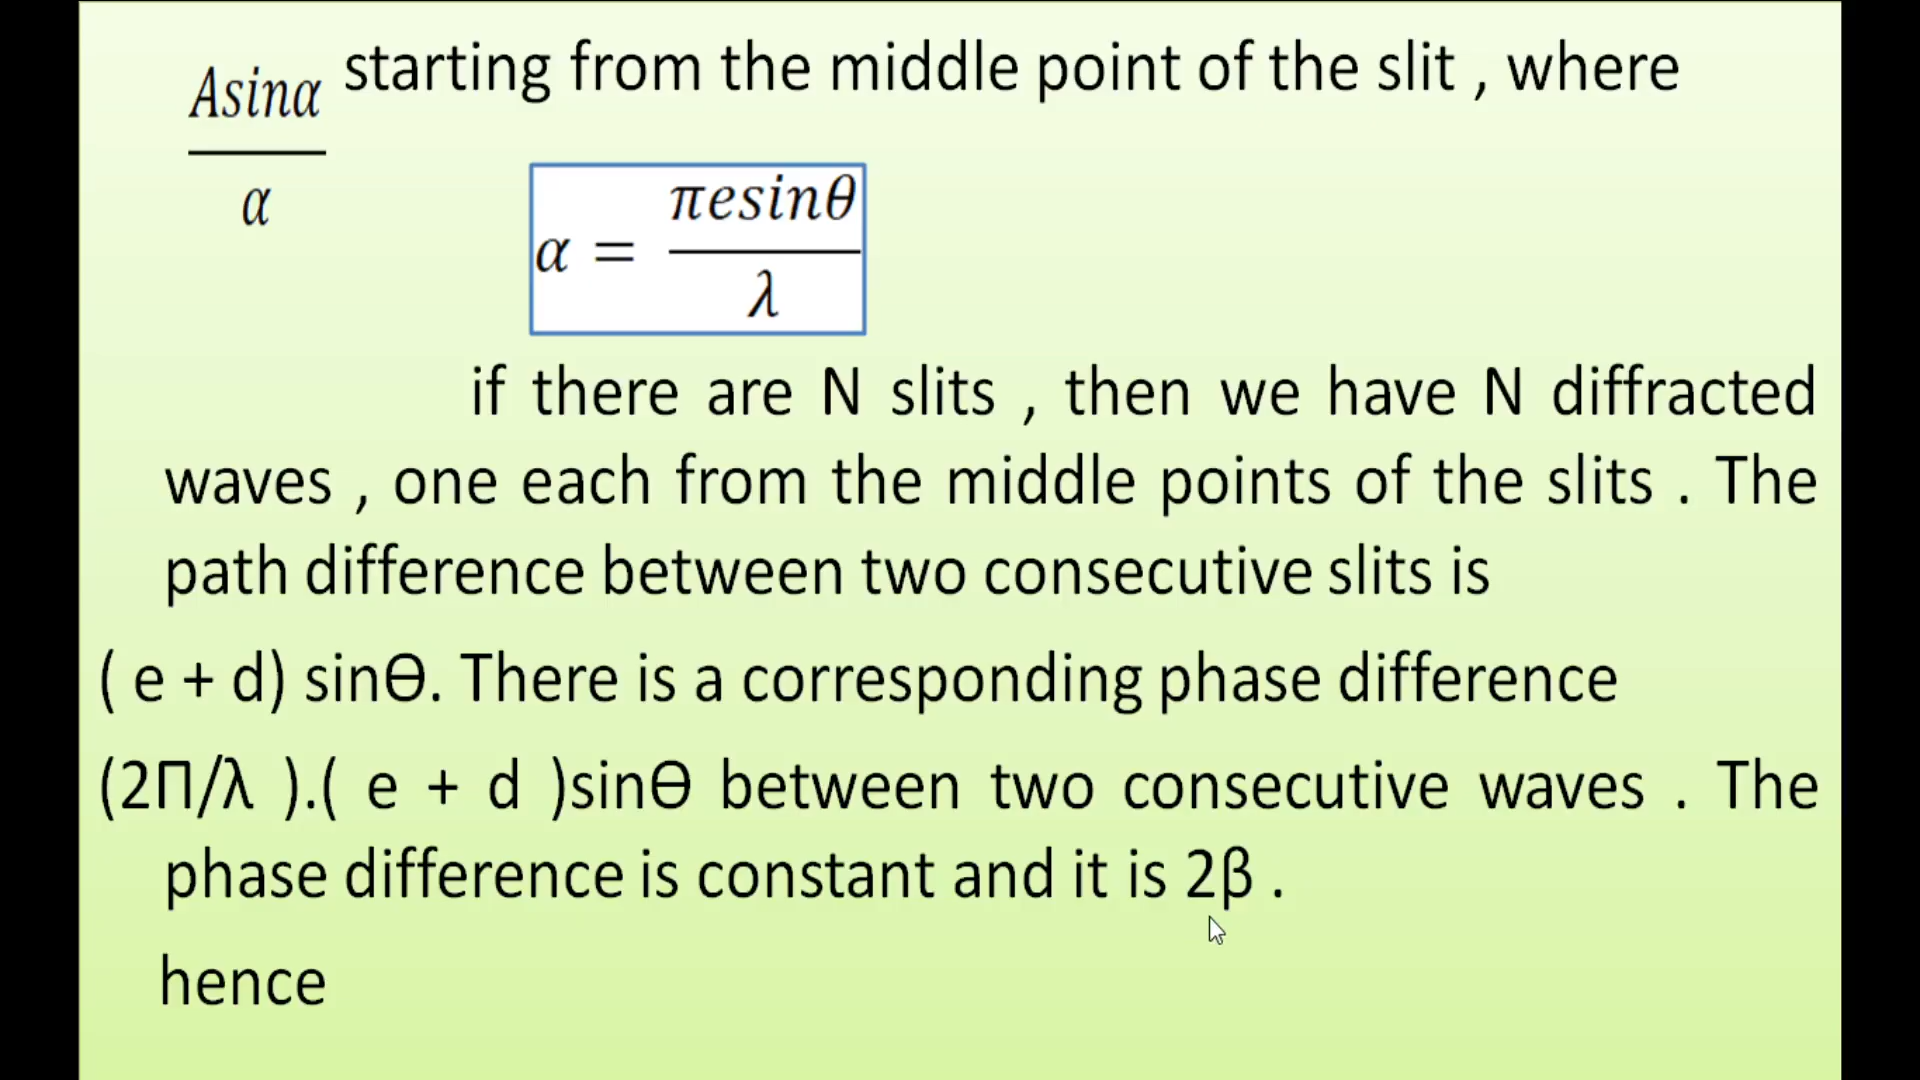 Asinα
α
starting from the middle point of the slit , where
α = πesinθ
λ
if there are N slits , then we have N diffracted
waves , one each from the middle points of the slits . The
path difference between two consecutive slits is
( e + d) sinϴ. There is a corresponding phase difference
(2Π/λ ).( e + d )sinϴ between two consecutive waves . The
phase difference is constant and it is 2β .
hence